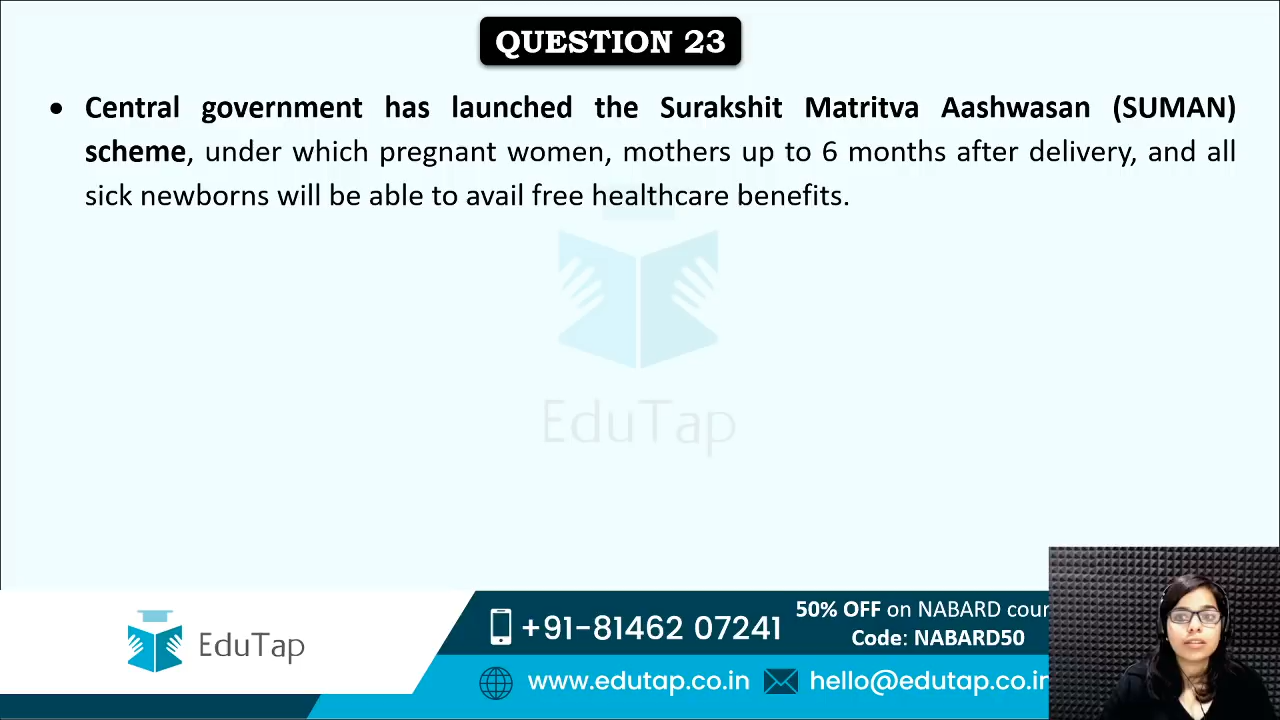 QUESTION 23
• Central government has launched the Surakshit Matritva Aashwasan (SUMAN)
scheme, under which pregnant women, mothers up to 6 months after delivery, and all
sick newborns will be able to avail free healthcare benefits.
EduTap
EduTap
+91-81462 07241
50% OFF on NABARD cour
Code: NABARD50
www.edutap.co.in
hello@edutap.co.in